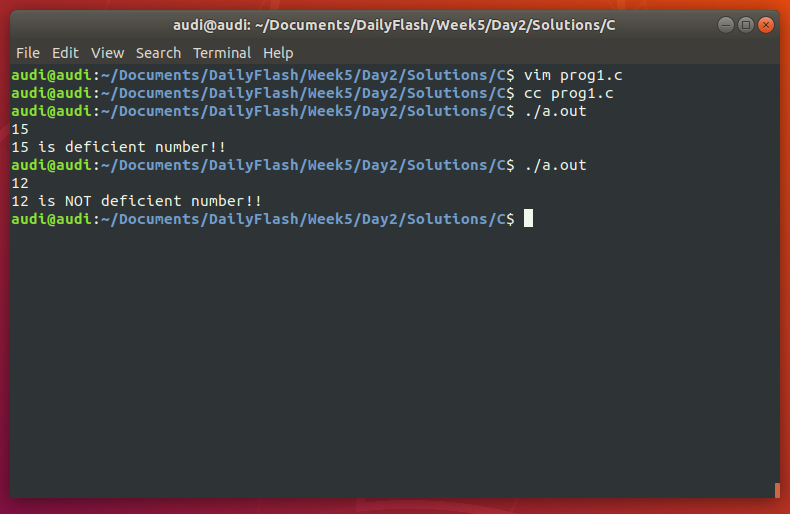 audi@audi: ~/Documents/DailyFlash/Week5/Day2/Solutions/C
File Edit View Search Terminal Help
audi@audi:~/Documents/DailyFlash/Week5/Day2/Solutions/C$ vim prog1.c
audi@audi:~/Documents/DailyFlash/Week5/Day2/Solutions/C$ cc prog1.c
audi@audi:~/Documents/DailyFlash/Week5/Day2/Solutions/C$ ./a.out
15
15 is deficient number!!
audi@audi:~/Documents/DailyFlash/Week5/Day2/Solutions/C$ ./a.out
12
12 is NOT deficient number!!
audi@audi:~/Documents/DailyFlash/Week5/Day2/Solutions/C$